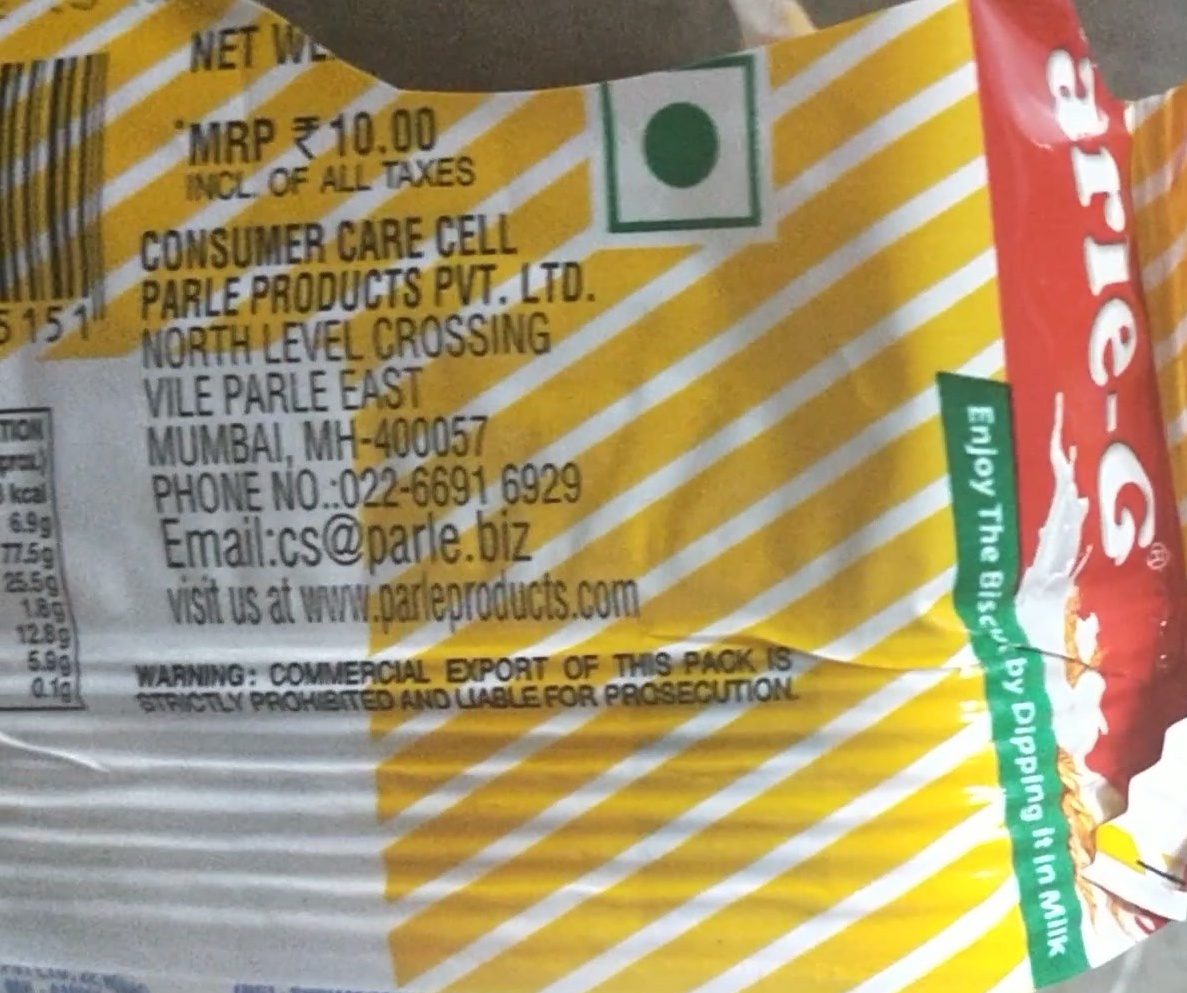 NET
*MRP ₹10.00
INCL. OF ALL TAXES
CONSUMER CARE CELL
PARLE PRODUCTS PVT. LTD.
NORTH LEVEL CROSSING
VILE PARLE EAST
MUMBAI, MH-400057
PHONE NO.:022-6691 6929
Email:cs@parle.biz
visit us at www.parleproducts.com
WARNING: COMMERCIAL EXPORT OF THIS PACK IS
STRICTLY PROHIBITED AND LIABLE FOR PROSECUTION.
5151
TION
kcal
6.9g
77.5g
25.5g
1.8g
12.8g
5.9g
0.1g
arle-G®
Enjoy The by Dipping it in Milk